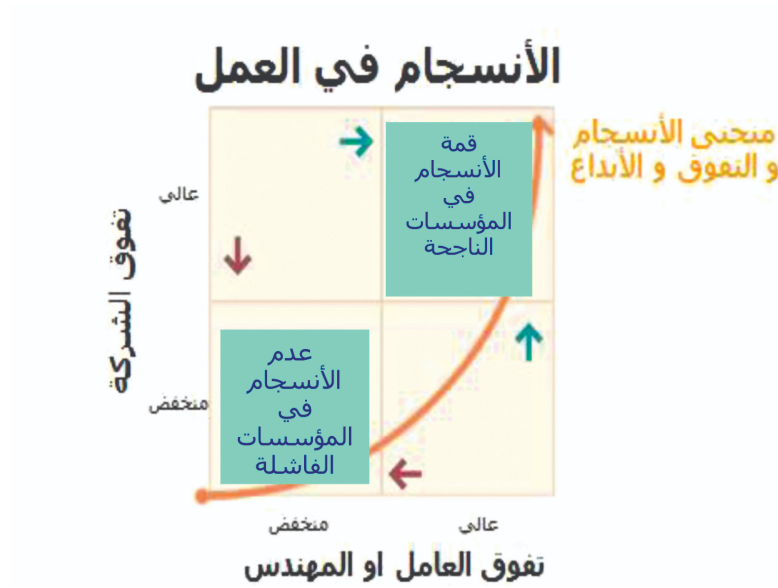 الأنسجام في العمل
منحنى الأنسجام
و التفوق و الأبداع
قمة
الأنسجام
في
المؤسسات
الناجحة
عالي
تفوق الشركة
منخفض
عدم
الأنسجام
في
المؤسسات
الفاشلة
منخفض
عالي
تفوق العامل او المهندس